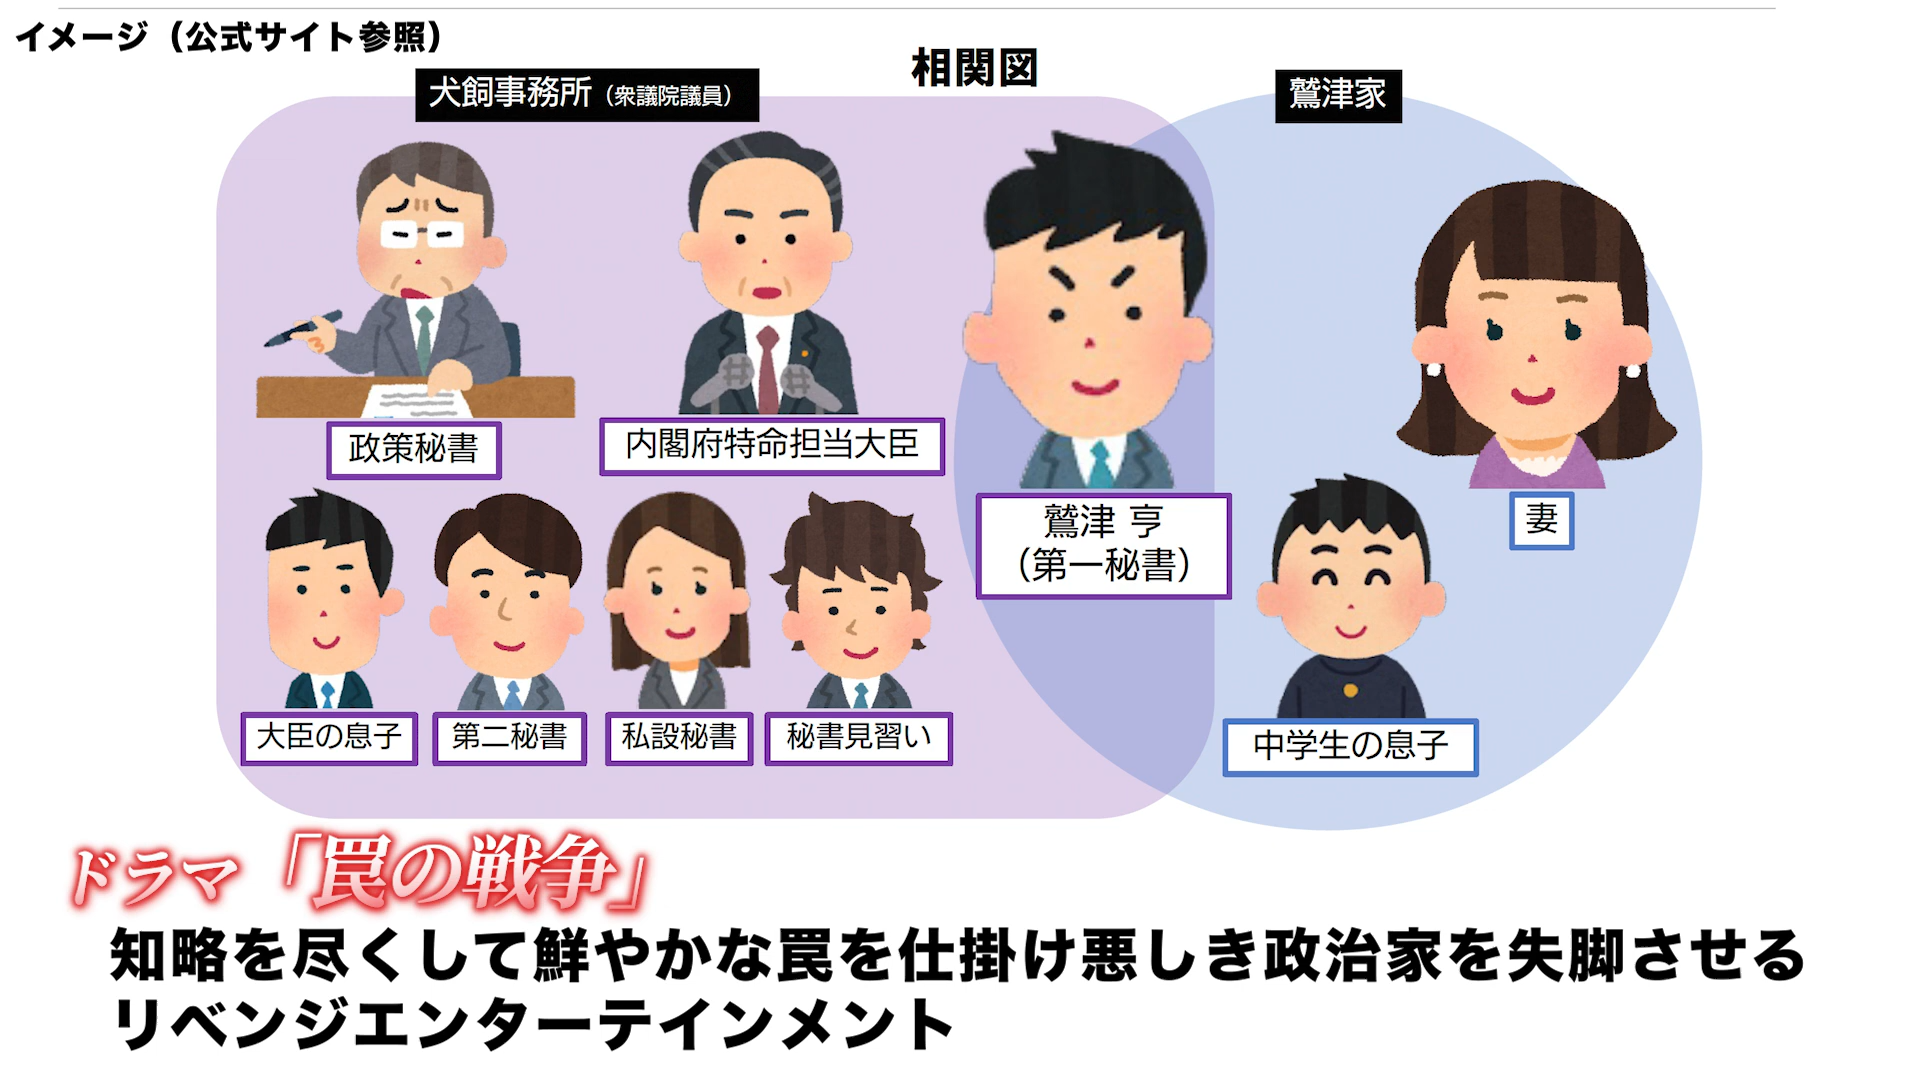 イメージ（公式サイト参照）
相関図
犬飼事務所（衆議院議員）
鷲津家
政策秘書
内閣府特命担当大臣
鷲津 亨
（第一秘書）
妻
大臣の息子
第二秘書
私設秘書
秘書見習い
中学生の息子
ドラマ「罠の戦争」
知略を尽くして鮮やかな罠を仕掛け悪しき政治家を失脚させる
リベンジエンターテインメント